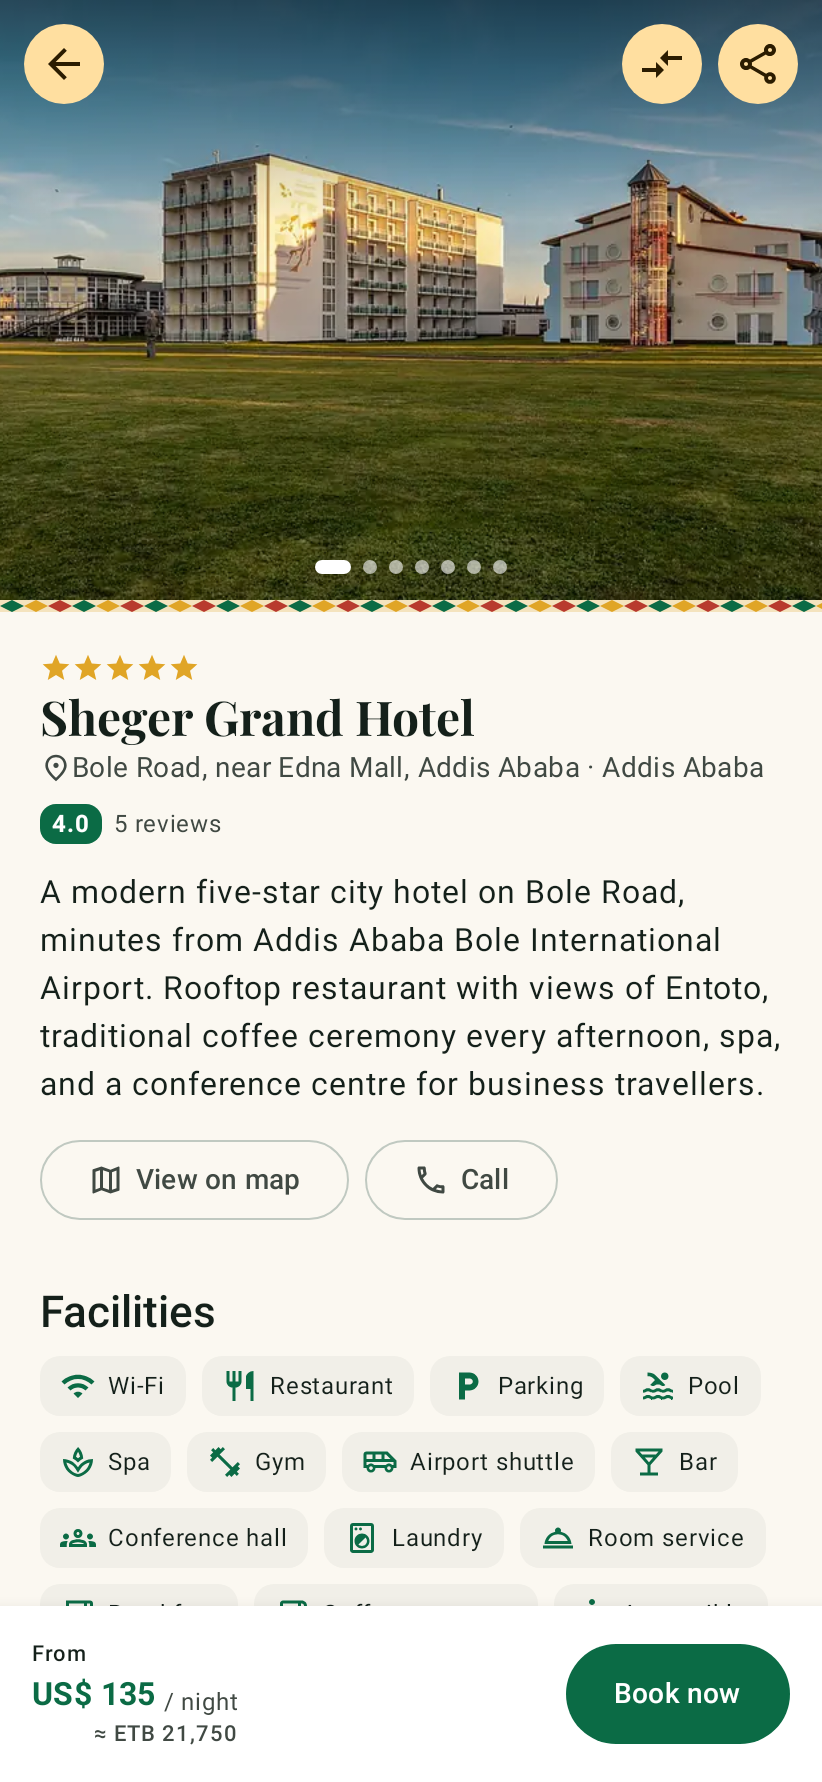 Sheger Grand Hotel
Bole Road, near Edna Mall, Addis Ababa · Addis Ababa
4.0 5 reviews
A modern five-star city hotel on Bole Road,
minutes from Addis Ababa Bole International
Airport. Rooftop restaurant with views of Entoto,
traditional coffee ceremony every afternoon, spa,
and a conference centre for business travellers.
View on map Call
Facilities
Wi-Fi Restaurant Parking Pool
Spa Gym Airport shuttle Bar
Conference hall Laundry Room service
From
US$ 135 / night
≈ ETB 21,750
Book now